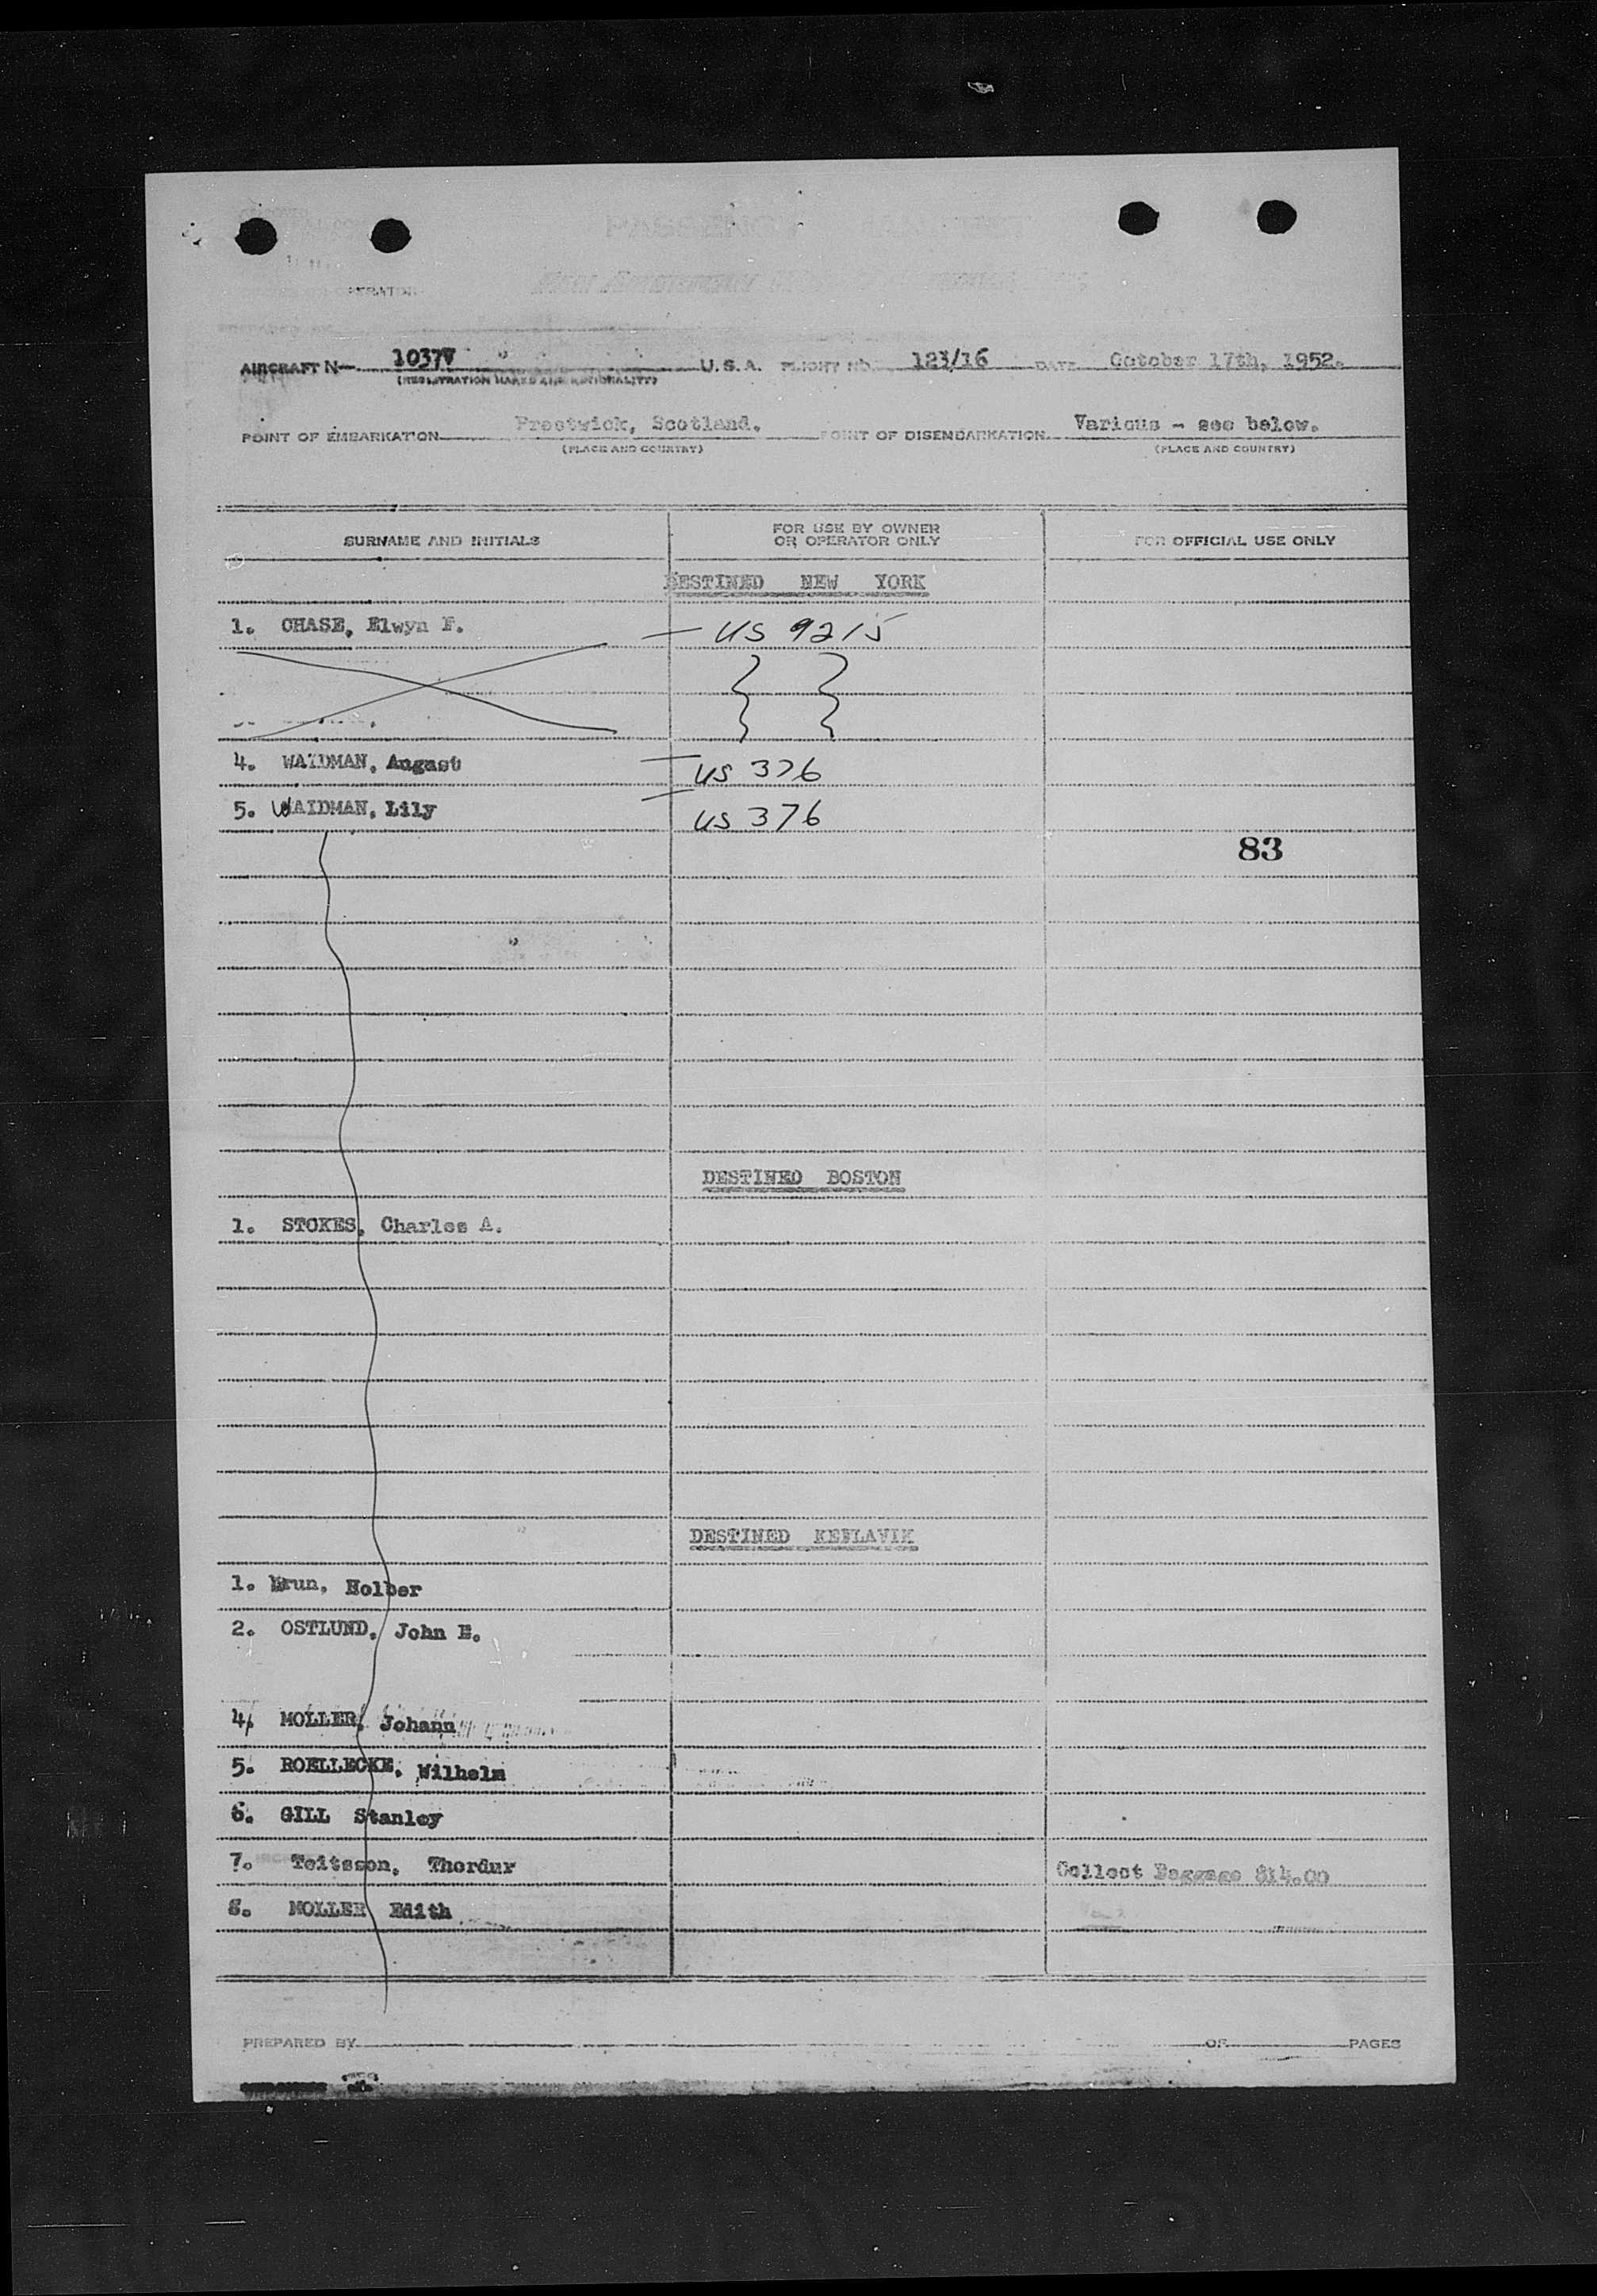 PASSENGER MANIFEST
AIRCRAFT N— 1037V U.S.A. FLIGHT NO. 123/16 DATE October 17th, 1952.
(REGISTRATION MARKS AND NATIONALITY)
POINT OF EMBARKATION Prestwick, Scotland. POINT OF DISEMBARKATION Various - see below.
(PLACE AND COUNTRY) (PLACE AND COUNTRY)
SURNAME AND INITIALS FOR USE BY OWNER OR OPERATOR ONLY FOR OFFICIAL USE ONLY
DESTINED NEW YORK
1. CHASE, Elwyn F. — US 9215
4. WAIDMAN, August — US 376
5. WAIDMAN, Lily — US 376
83
DESTINED BOSTON
1. STOKES, Charles A.
DESTINED KEFLAVIK
1. Brun, Holber
2. OSTLUND, John E.
4. MOLLER, Johann
5. ROELLECKE, Wilhelm
6. GILL Stanley
7. Teitsson, Thordur Collect Baggage $14.00
8. MOLLER Edith
PREPARED BY OF PAGES